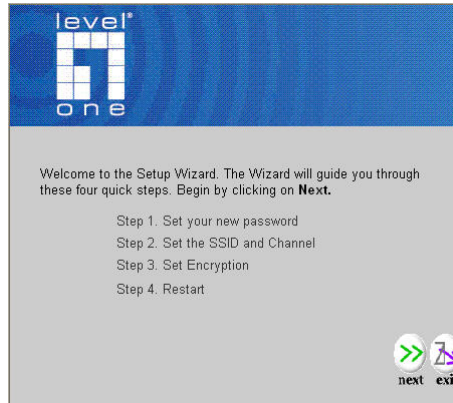 level®
one
Welcome to the Setup Wizard. The Wizard will guide you through
these four quick steps. Begin by clicking on Next.
Step 1. Set your new password
Step 2. Set the SSID and Channel
Step 3. Set Encryption
Step 4. Restart
next exi